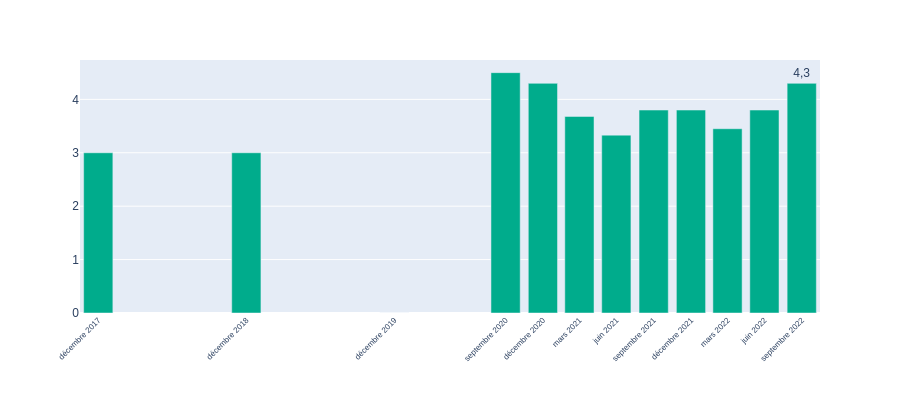 4,3
4
3
2
1
0
décembre 2017
décembre 2018
décembre 2019
septembre 2020
décembre 2020
mars 2021
juin 2021
septembre 2021
décembre 2021
mars 2022
juin 2022
septembre 2022